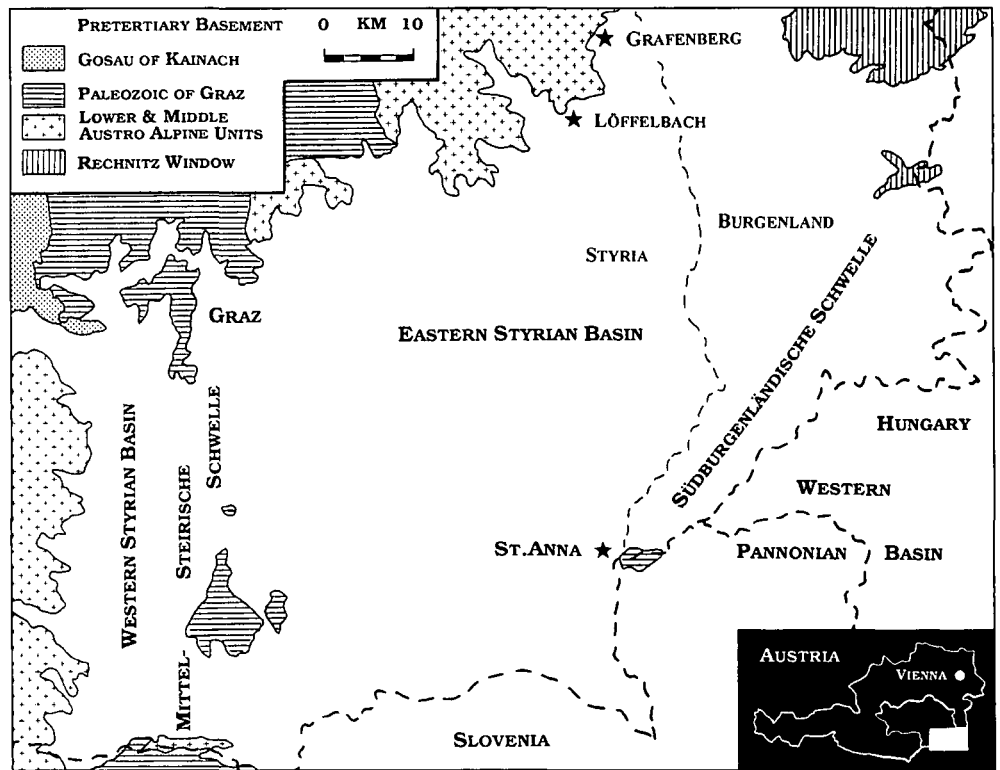 PRETERTIARY BASEMENT
0 KM 10
GOSAU OF KAINACH
PALEOZOIC OF GRAZ
LOWER & MIDDLE
AUSTRO ALPINE UNITS
RECHNITZ WINDOW
GRAFENBERG
LÖFFELBACH
BURGENLAND
STYRIA
GRAZ
EASTERN STYRIAN BASIN
SÜDBURGENLÄNDISCHE SCHWELLE
HUNGARY
WESTERN STYRIAN BASIN
MITTEL-
STEIRISCHE
SCHWELLE
WESTERN
PANNONIAN BASIN
ST.ANNA
SLOVENIA
AUSTRIA
VIENNA